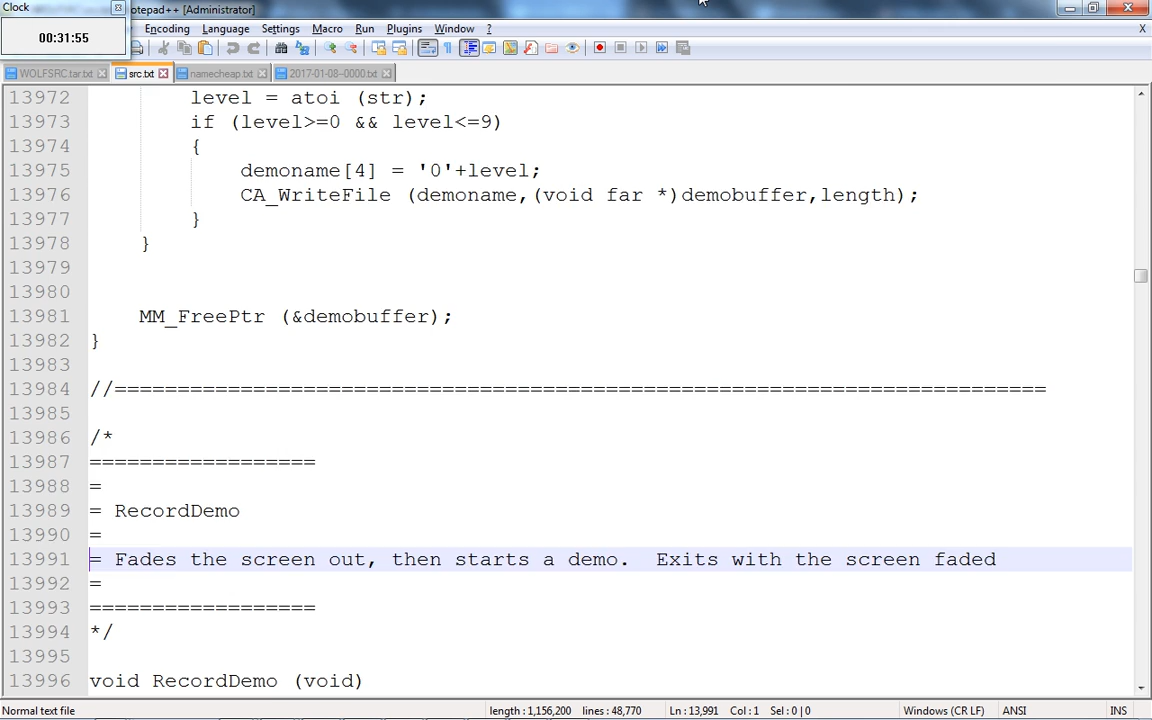 Clock
otepad++ [Administrator]
00:31:55
Encoding Language Settings Macro Run Plugins Window ? X
WOLFSRC.tar.txt src.txt namecheap.txt 2017-01-08--0000.txt
13972 level = atoi (str);
13973 if (level>=0 && level<=9)
13974 {
13975 demoname[4] = '0'+level;
13976 CA_WriteFile (demoname,(void far *)demobuffer,length);
13977 }
13978 }
13979
13980
13981 MM_FreePtr (&demobuffer);
13982 }
13983
13984 //===========================================================================
13985
13986 /*
13987 ==================
13988 =
13989 = RecordDemo
13990 =
13991 = Fades the screen out, then starts a demo.  Exits with the screen faded
13992 =
13993 ==================
13994 */
13995
13996 void RecordDemo (void)
Normal text file length : 1,156,200 lines : 48,770 Ln : 13,991 Col : 1 Sel : 0 | 0 Windows (CR LF) ANSI INS